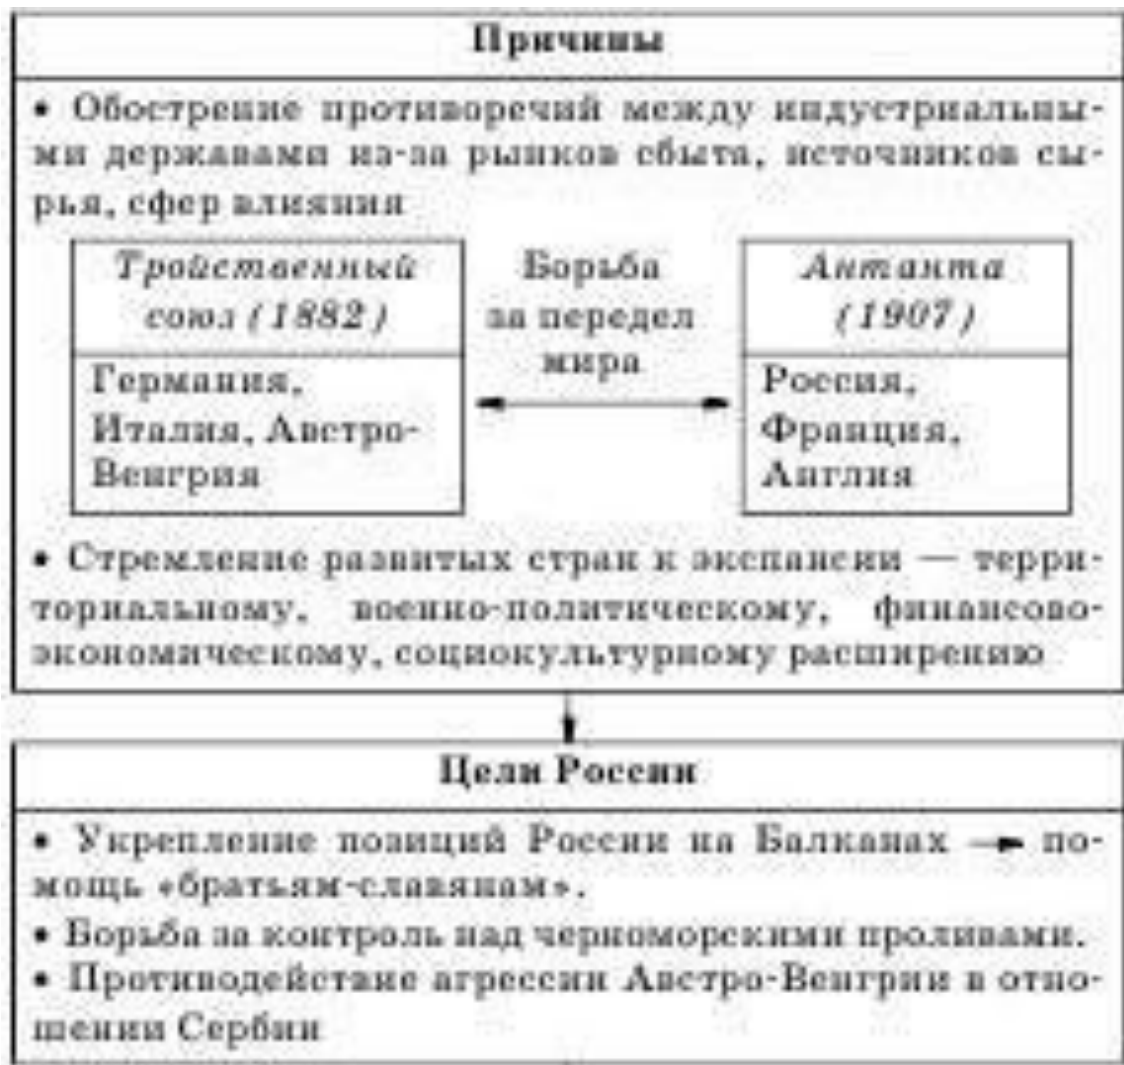 Причины
• Обострение противоречий между индустриальны-
ми державами из-за рынков сбыта, источников сы-
рья, сфер влияния
Тройственный
союз (1882)
Германия,
Италия, Австро-
Венгрия
Борьба
за передел
мира
Антанта
(1907)
Россия,
Франция,
Англия
• Стремление развитых стран к экспансии — терри-
ториальному, военно-политическому, финансово-
экономическому, социокультурному расширению
Цели России
• Укрепление позиций России на Балканах → по-
мощь «братьям-славянам».
• Борьба за контроль над черноморскими проливами.
• Противодействие агрессии Австро-Венгрии в отно-
шении Сербии